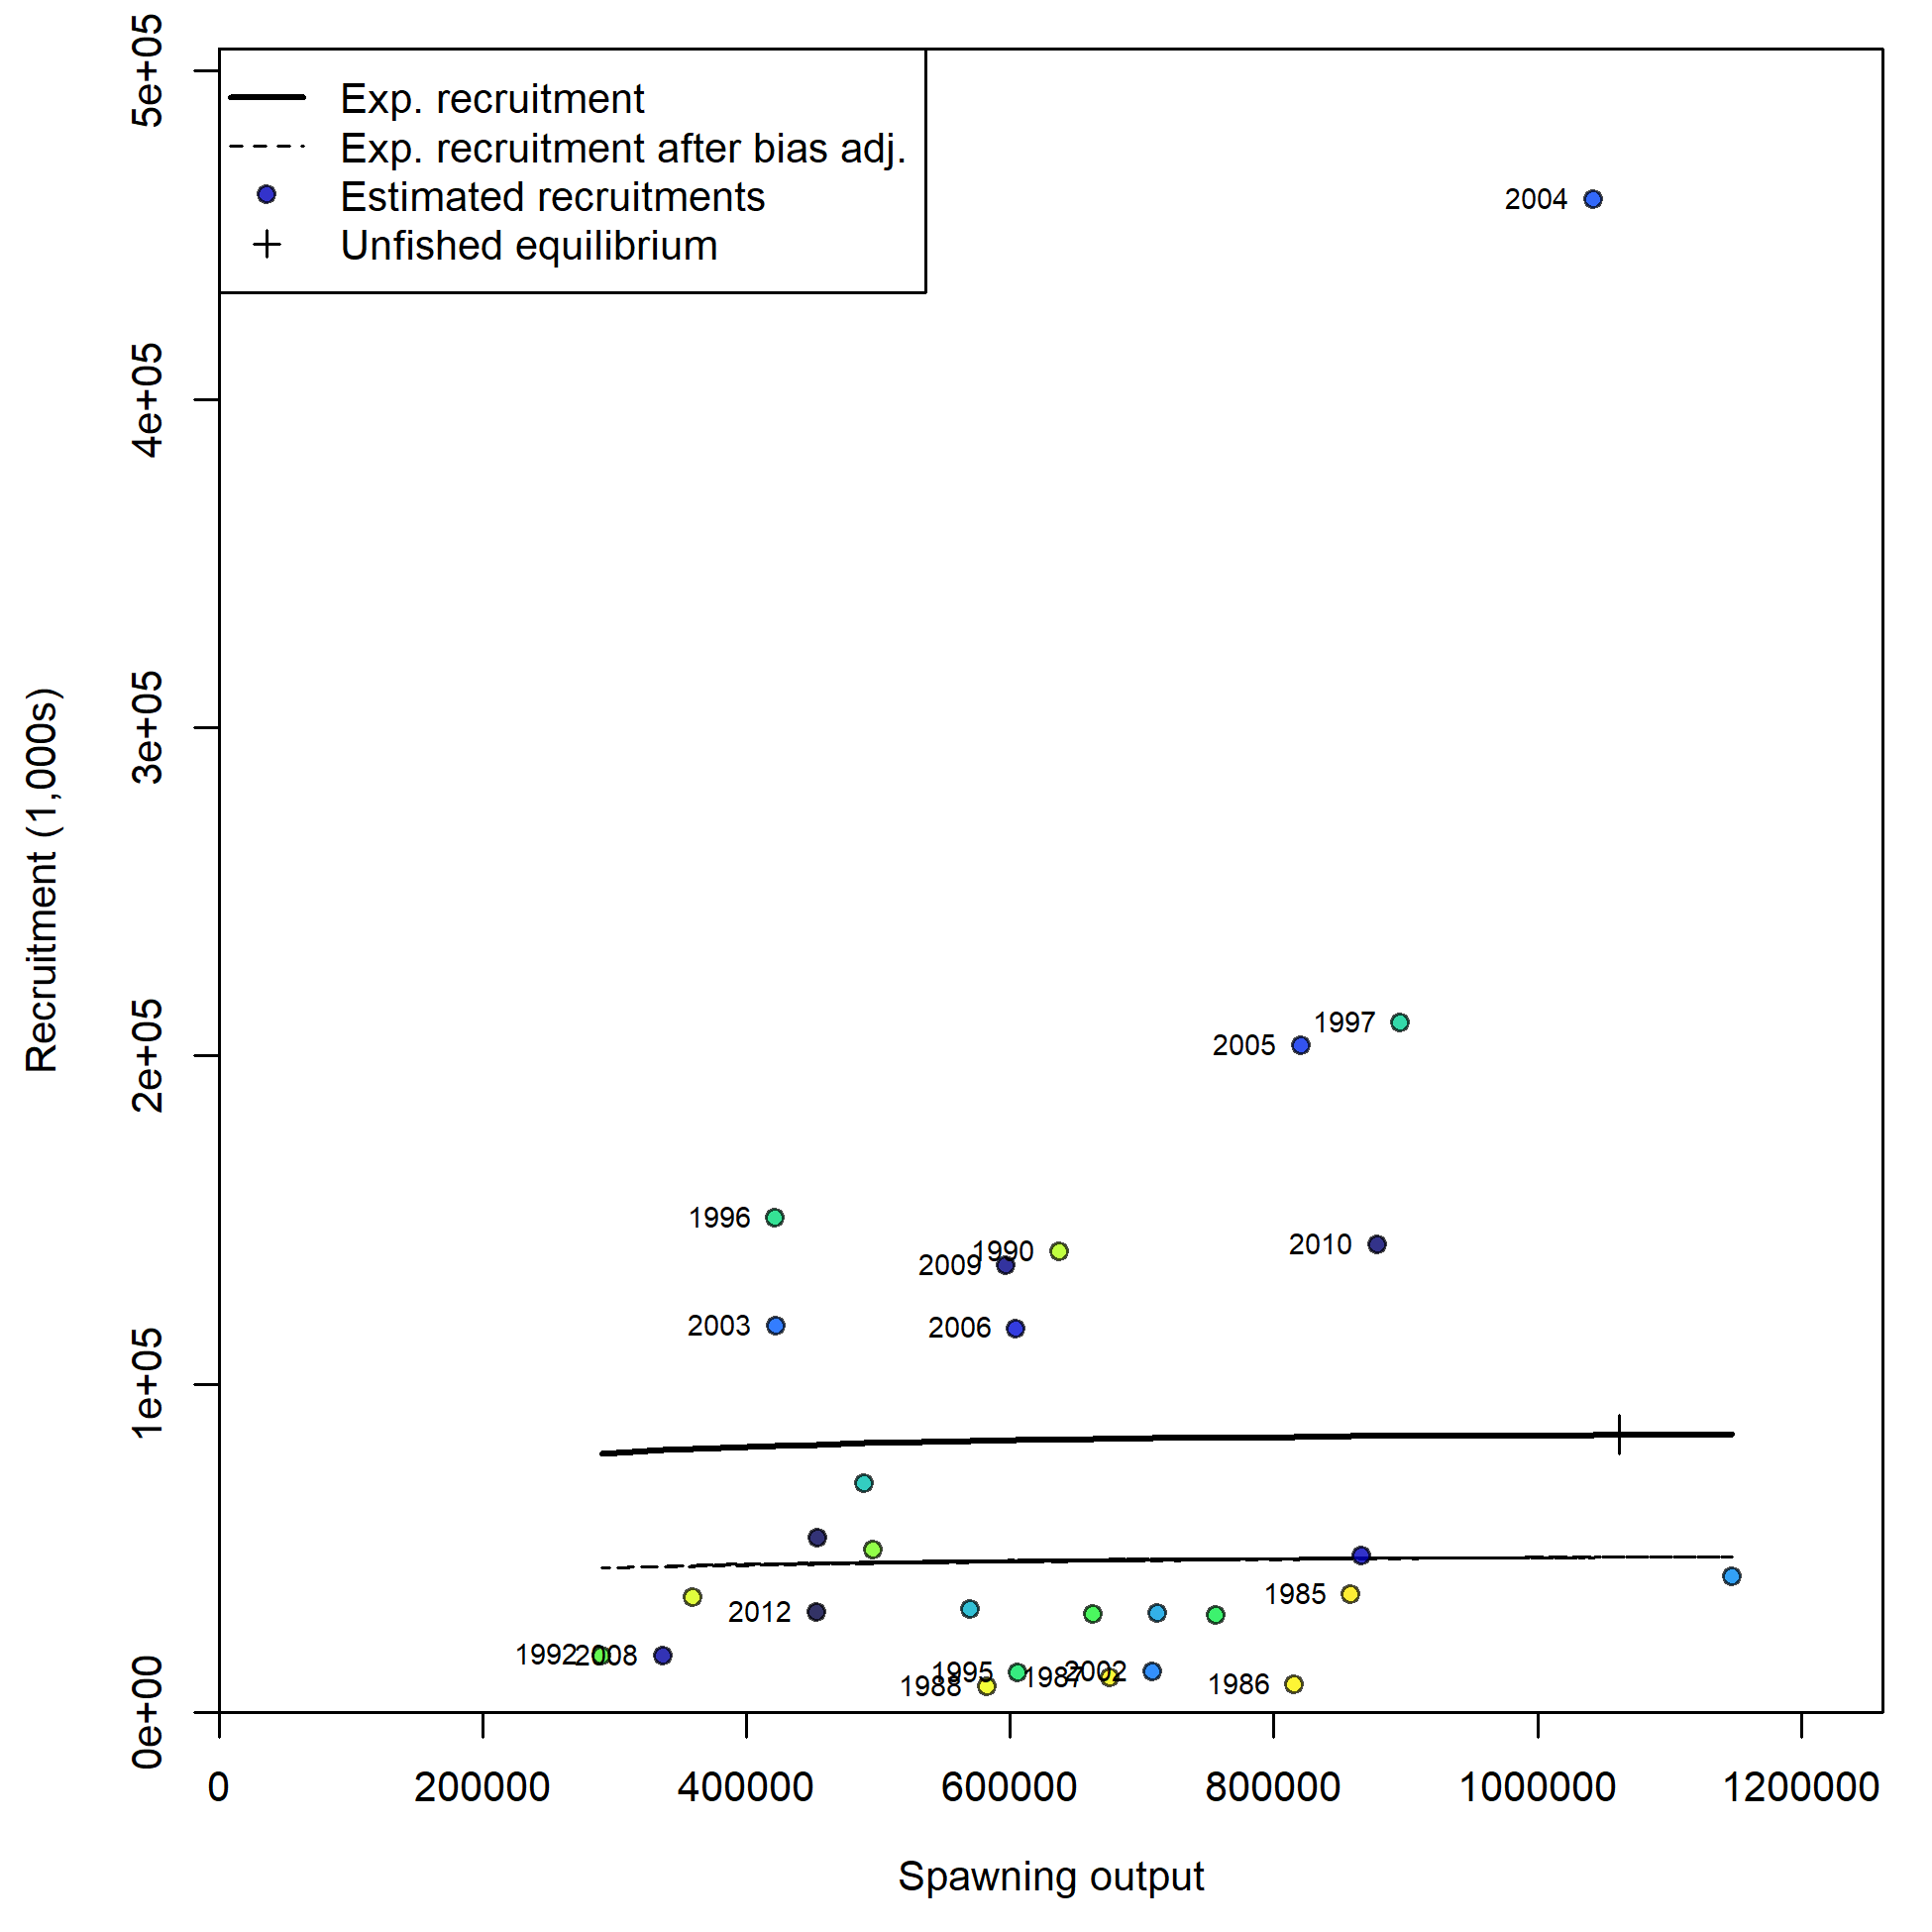 Exp. recruitment
Exp. recruitment after bias adj.
Estimated recruitments
Unfished equilibrium
5e+05
4e+05
3e+05
2e+05
1e+05
0e+00
Recruitment (1,000s)
2004
1997
2005
1996
1990
2010
2009
2003
2006
1985
2012
1992
2008
1995
1987
2002
1988
1986
0
200000
400000
600000
800000
1000000
1200000
Spawning output